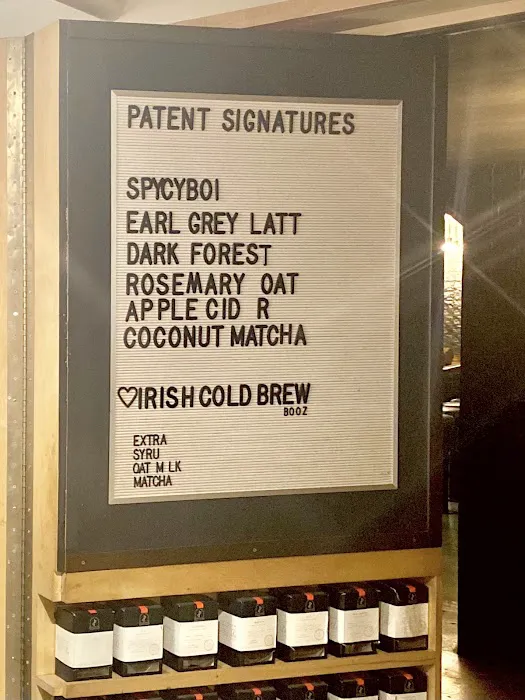 PATENT SIGNATURES
SPYCYBOI
EARL GREY LATT
DARK FOREST
ROSEMARY OAT
APPLE CID R
COCONUT MATCHA
♡IRISH COLD BREW
BOOZ
EXTRA
SYRU
OAT M LK
MATCHA